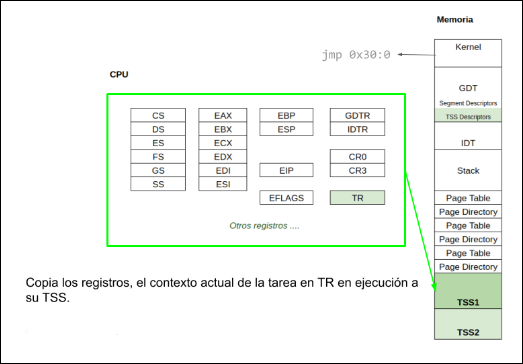 Memoria
Kernel
jmp 0x30:0
CPU
GDT
Segment Descriptors
TSS Descriptors
IDT
Stack
CS
DS
ES
FS
GS
SS
EAX
EBX
ECX
EDX
EDI
ESI
EBP
ESP
EIP
EFLAGS
GDTR
IDTR
CR0
CR3
TR
Otros registros ....
Page Table
Page Directory
Page Table
Page Directory
Page Table
Page Directory
TSS1
TSS2
Copia los registros, el contexto actual de la tarea en TR en ejecución a
su TSS.